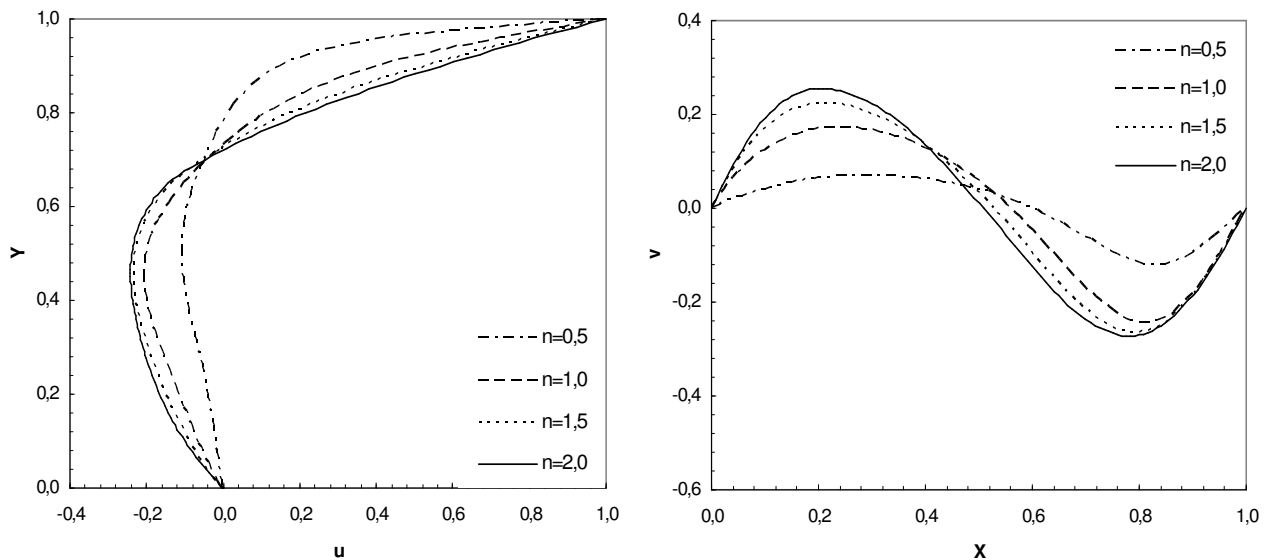 1,0
0,8
0,6
0,4
0,2
0,0
Y
-0,4 -0,2 0,0 0,2 0,4 0,6 0,8 1,0
u
n=0,5
n=1,0
n=1,5
n=2,0
0,4
0,2
0,0
-0,2
-0,4
-0,6
v
0,0 0,2 0,4 0,6 0,8 1,0
X
n=0,5
n=1,0
n=1,5
n=2,0